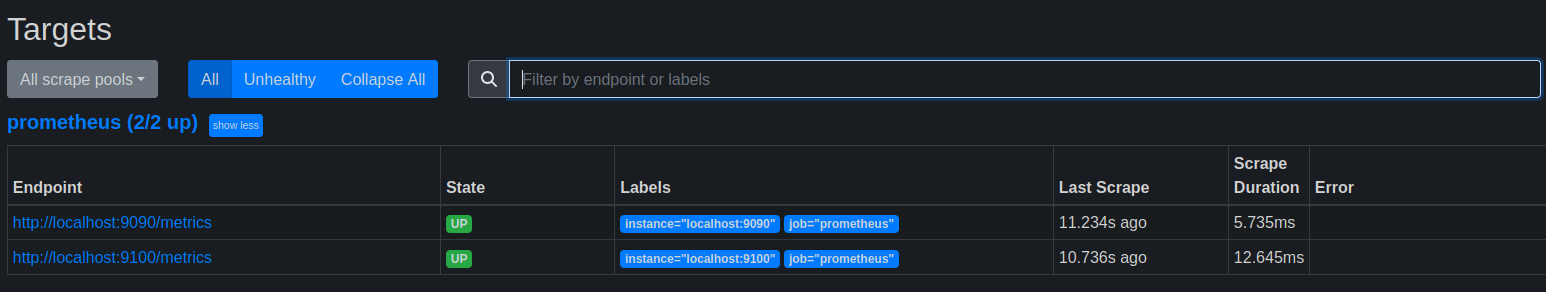 Targets
All scrape pools All Unhealthy Collapse All Filter by endpoint or labels
prometheus (2/2 up) show less
Endpoint State Labels Last Scrape Scrape Duration Error
http://localhost:9090/metrics UP instance="localhost:9090" job="prometheus" 11.234s ago 5.735ms
http://localhost:9100/metrics UP instance="localhost:9100" job="prometheus" 10.736s ago 12.645ms